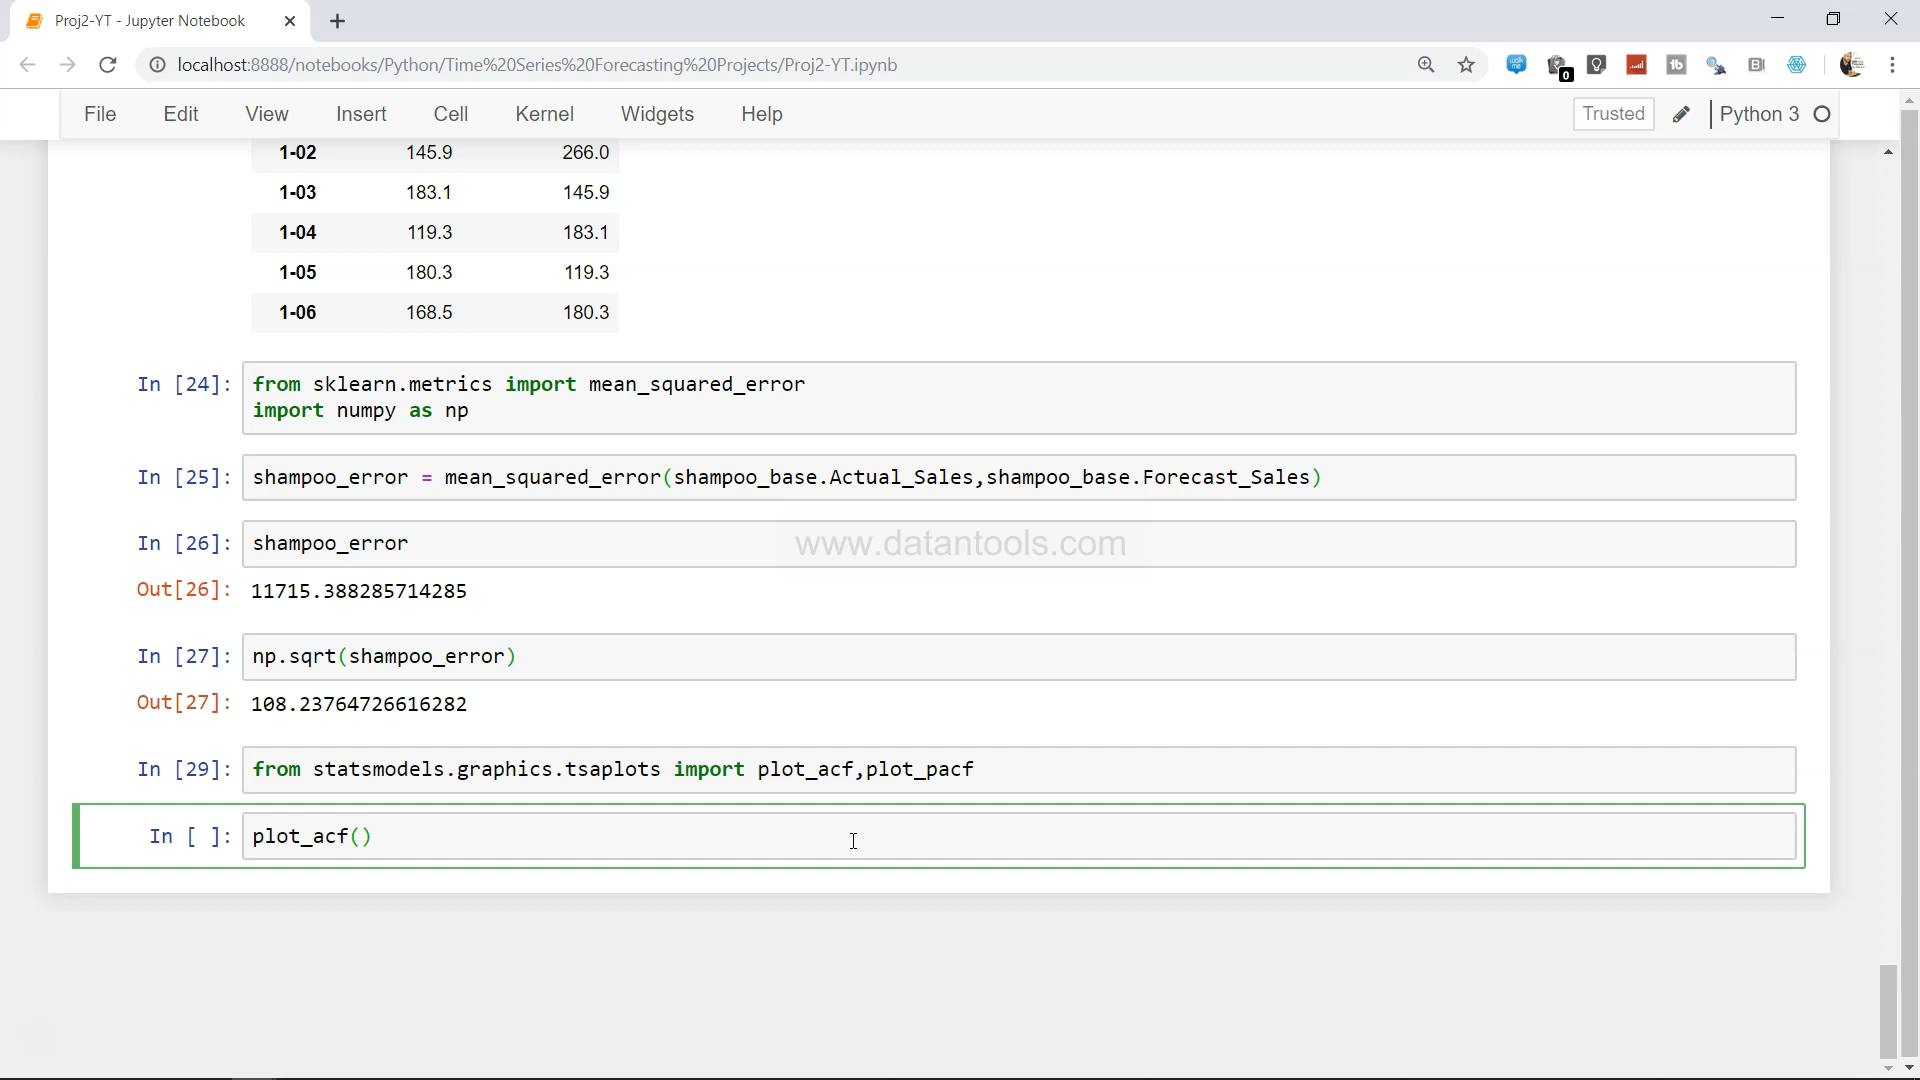 Proj2-YT - Jupyter Notebook
localhost:8888/notebooks/Python/Time%20Series%20Forecasting%20Projects/Proj2-YT.ipynb
0
File Edit View Insert Cell Kernel Widgets Help Trusted Python 3
1-02 145.9 266.0
1-03 183.1 145.9
1-04 119.3 183.1
1-05 180.3 119.3
1-06 168.5 180.3
In [24]: from sklearn.metrics import mean_squared_error
import numpy as np
In [25]: shampoo_error = mean_squared_error(shampoo_base.Actual_Sales,shampoo_base.Forecast_Sales)
In [26]: shampoo_error
www.datantools.com
Out[26]: 11715.388285714285
In [27]: np.sqrt(shampoo_error)
Out[27]: 108.23764726616282
In [29]: from statsmodels.graphics.tsaplots import plot_acf,plot_pacf
In [ ]: plot_acf()